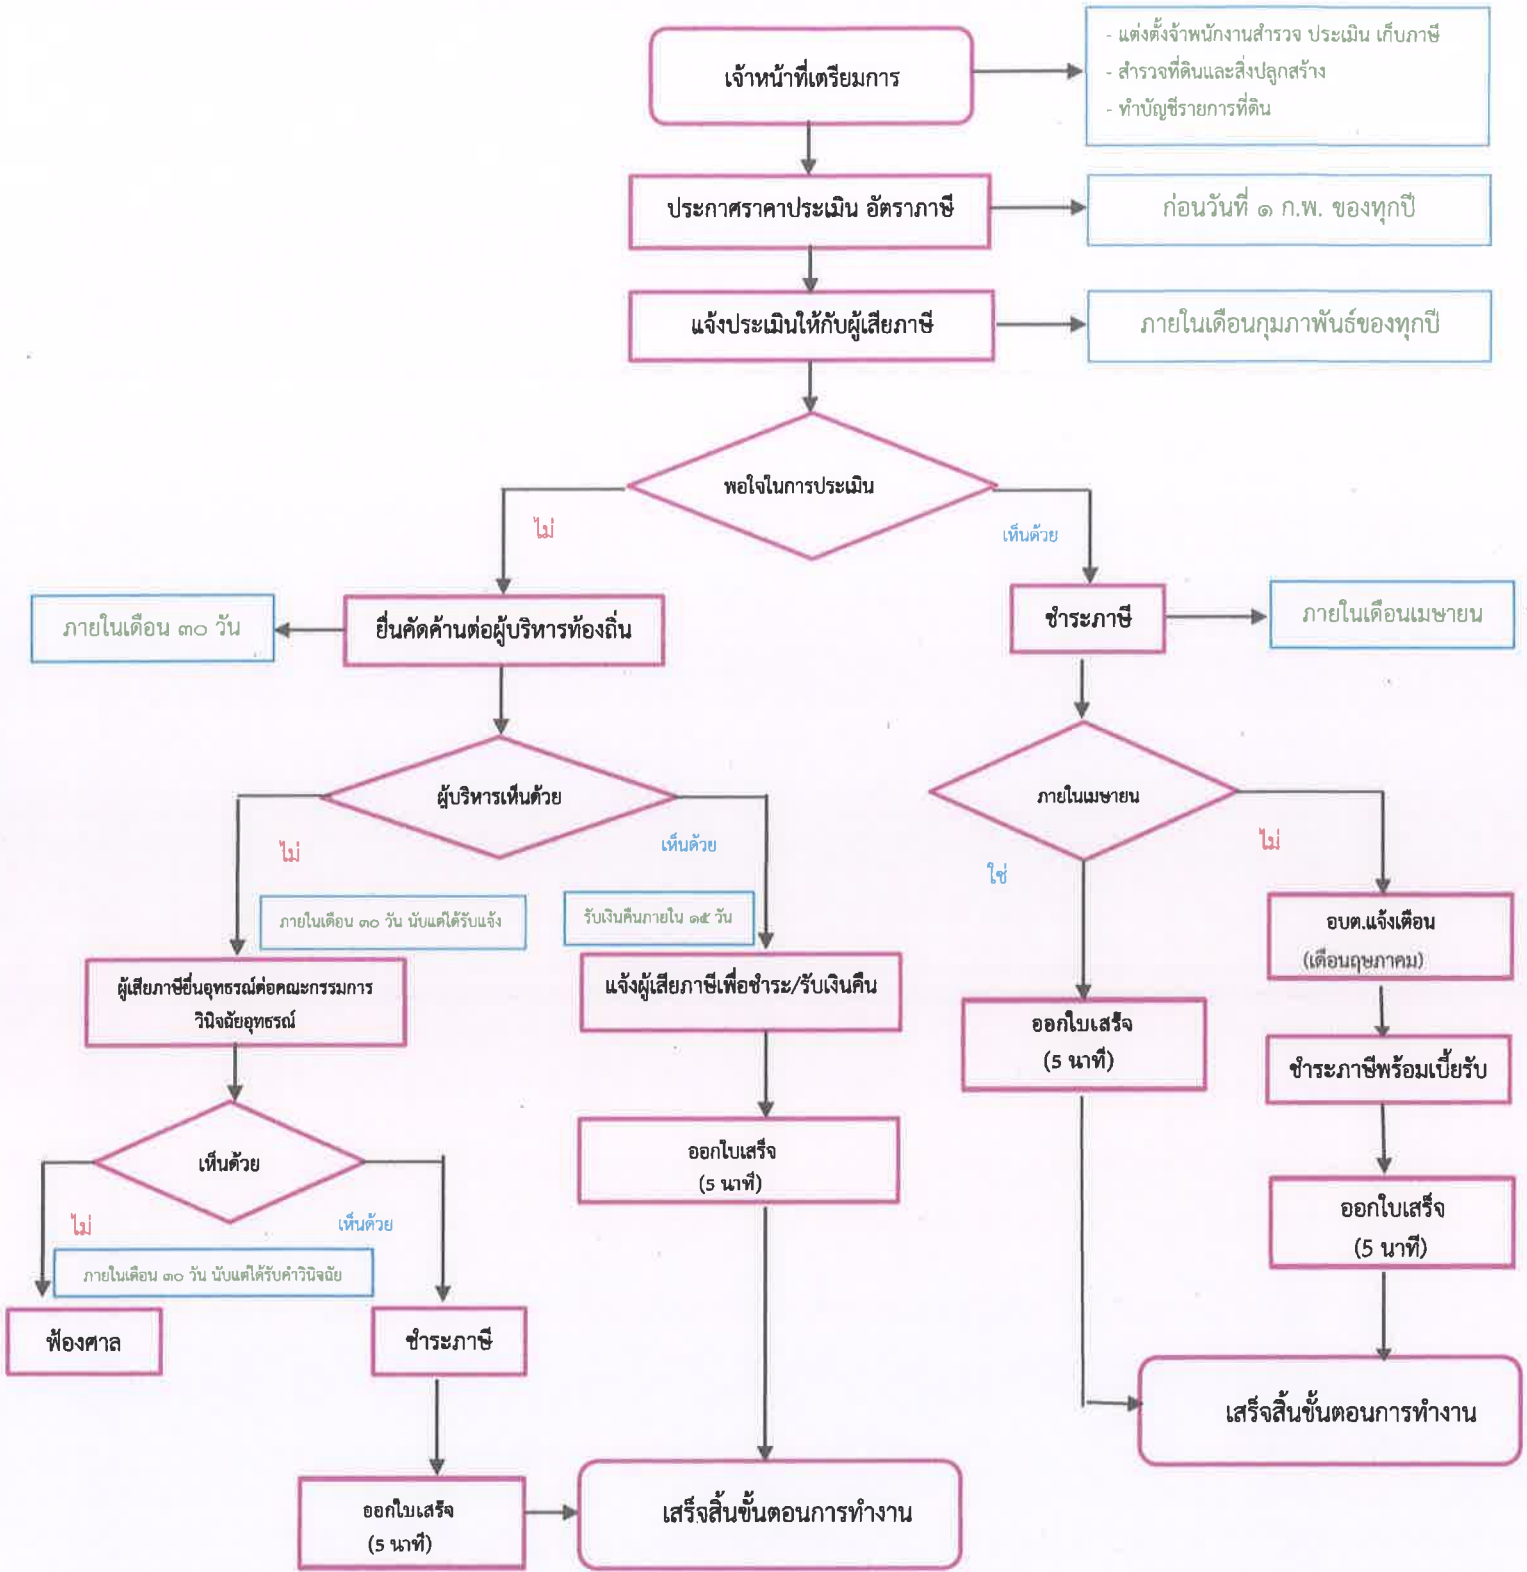 เจ้าหน้าที่เตรียมการ
- แต่งตั้งจ้าพนักงานสำรวจ ประเมิน เก็บภาษี
- สำรวจที่ดินและสิ่งปลูกสร้าง
- ทำบัญชีรายการที่ดิน
ประกาศราคาประเมิน อัตราภาษี
ก่อนวันที่ ๑ ก.พ. ของทุกปี
แจ้งประเมินให้กับผู้เสียภาษี
ภายในเดือนกุมภาพันธ์ของทุกปี
พอใจในการประเมิน
ไม่
เห็นด้วย
ภายในเดือน ๓๐ วัน
ยื่นคัดค้านต่อผู้บริหารท้องถิ่น
ชำระภาษี
ภายในเดือนเมษายน
ผู้บริหารเห็นด้วย
ภายในเมษายน
ไม่
เห็นด้วย
ใช่
ไม่
ภายในเดือน ๓๐ วัน นับแต่ได้รับแจ้ง
รับเงินคืนภายใน ๑๕ วัน
อบต.แจ้งเตือน
(เดือนฤษภาคม)
ผู้เสียภาษียื่นอุทธรณ์ต่อคณะกรรมการ
วินิจฉัยอุทธรณ์
แจ้งผู้เสียภาษีเพื่อชำระ/รับเงินคืน
ออกใบเสร็จ
(5 นาที)
ชำระภาษีพร้อมเบี้ยรับ
เห็นด้วย
ออกใบเสร็จ
(5 นาที)
ออกใบเสร็จ
(5 นาที)
ไม่
เห็นด้วย
ภายในเดือน ๓๐ วัน นับแต่ได้รับคำวินิจฉัย
ฟ้องศาล
ชำระภาษี
เสร็จสิ้นขั้นตอนการทำงาน
ออกใบเสร็จ
(5 นาที)
เสร็จสิ้นขั้นตอนการทำงาน